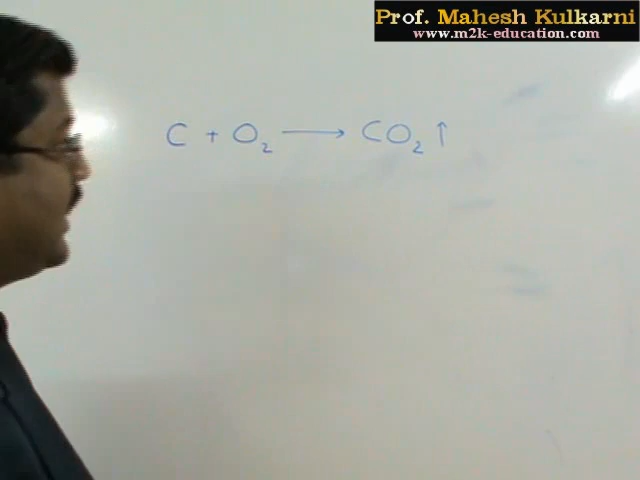 Prof. Mahesh Kulkarni
www.m2k-education.com
C + O₂ ⟶ CO₂ ↑